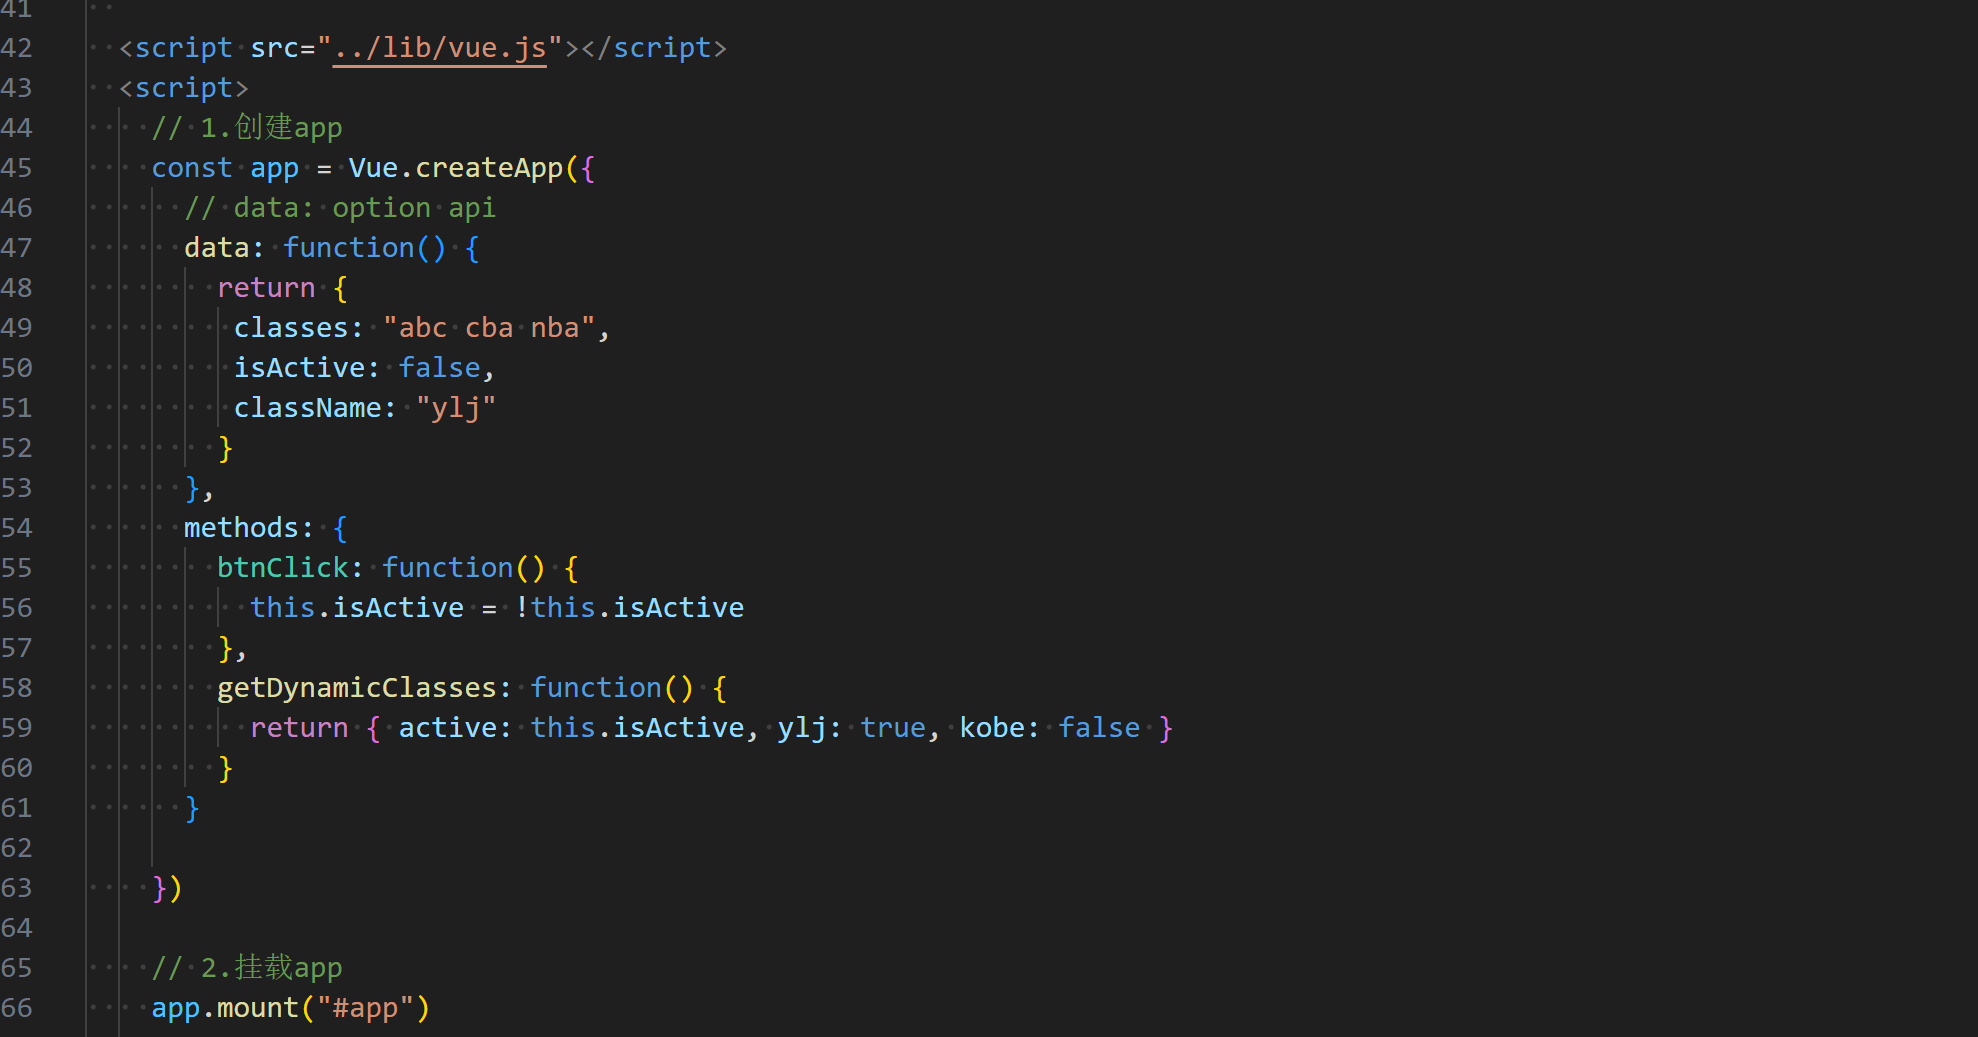 41
42 <script src="../lib/vue.js"></script>
43 <script>
44 // 1.创建app
45 const app = Vue.createApp({
46 // data: option api
47 data: function() {
48 return {
49 classes: "abc cba nba",
50 isActive: false,
51 className: "ylj"
52 }
53 },
54 methods: {
55 btnClick: function() {
56 this.isActive = !this.isActive
57 },
58 getDynamicClasses: function() {
59 return { active: this.isActive, ylj: true, kobe: false }
60 }
61 }
62
63 })
64
65 // 2.挂载app
66 app.mount("#app")